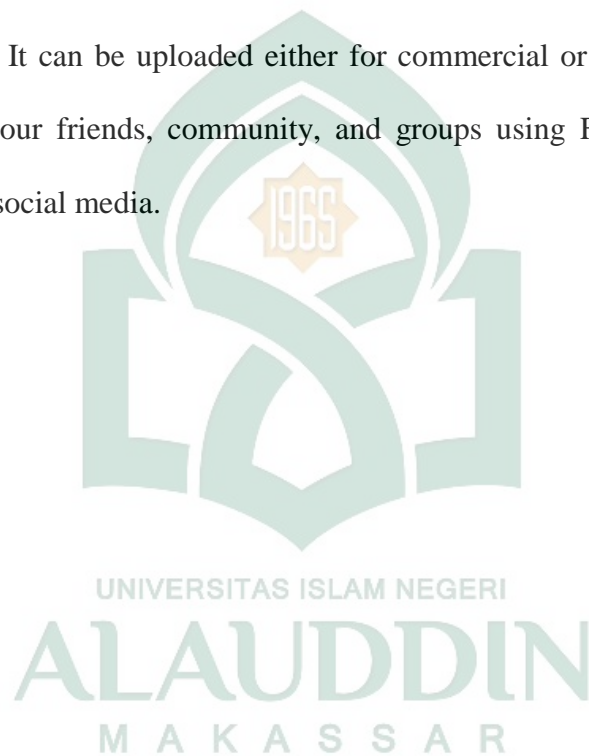 It can be uploaded either for commercial or
our friends, community, and groups using
social media.
1965
UNIVERSITAS ISLAM NEGERI
ALAUDDIN
MAKASSAR